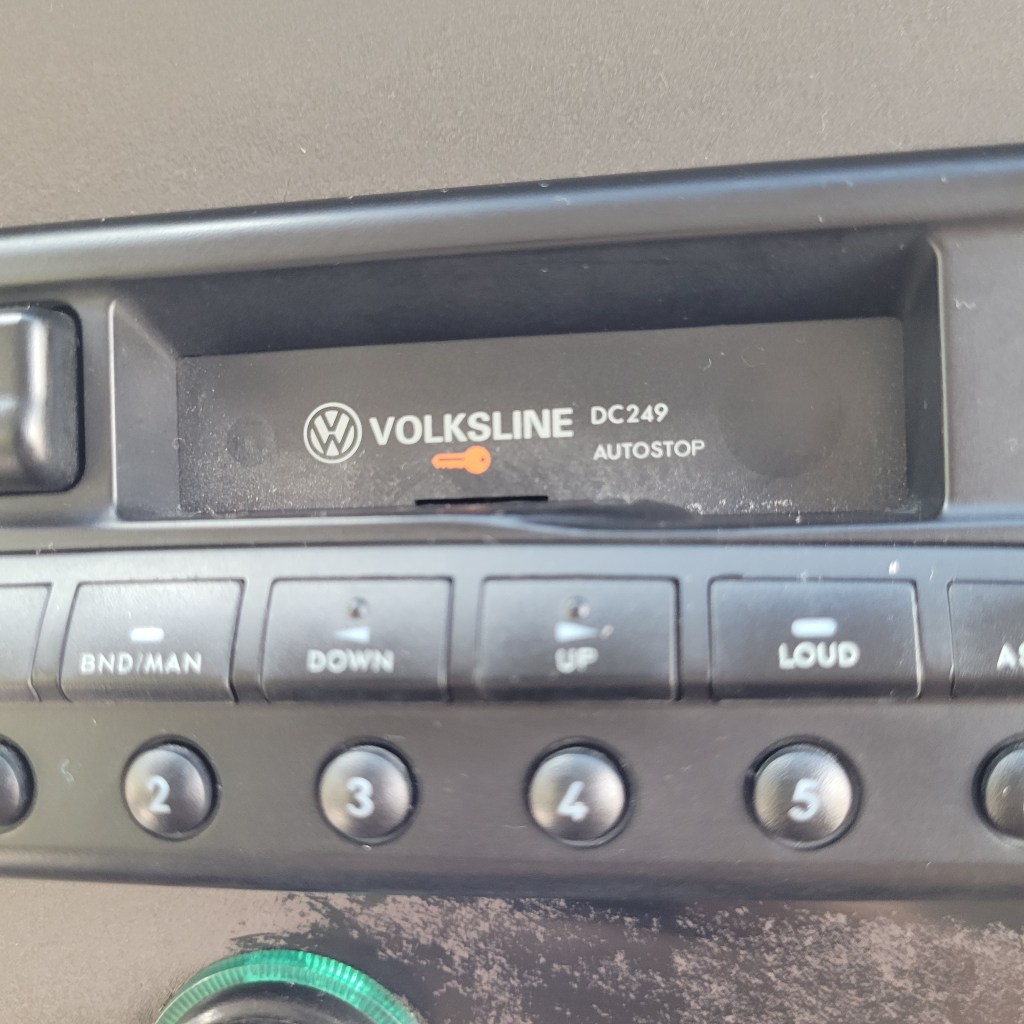 VOLKSLINE DC249
AUTOSTOP
BND/MAN DOWN UP LOUD
2 3 4 5